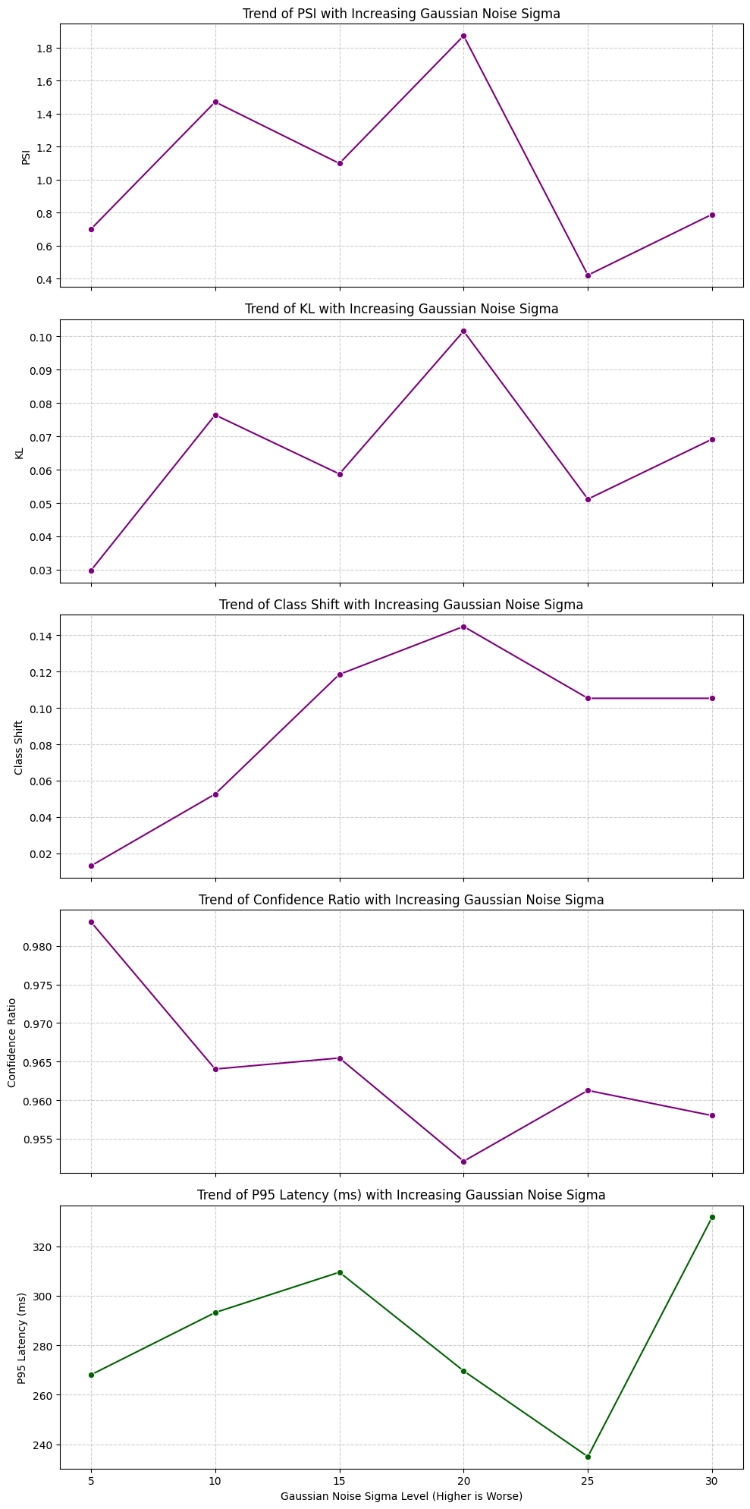 Trend of PSI with Increasing Gaussian Noise Sigma
1.8
1.6
1.4
1.2
1.0
0.8
0.6
0.4
PSI
Trend of KL with Increasing Gaussian Noise Sigma
0.10
0.09
0.08
0.07
0.06
0.05
0.04
0.03
KL
Trend of Class Shift with Increasing Gaussian Noise Sigma
0.14
0.12
0.10
0.08
0.06
0.04
0.02
Class Shift
Trend of Confidence Ratio with Increasing Gaussian Noise Sigma
0.980
0.975
0.970
0.965
0.960
0.955
Confidence Ratio
Trend of P95 Latency (ms) with Increasing Gaussian Noise Sigma
320
300
280
260
240
P95 Latency (ms)
5 10 15 20 25 30
Gaussian Noise Sigma Level (Higher is Worse)